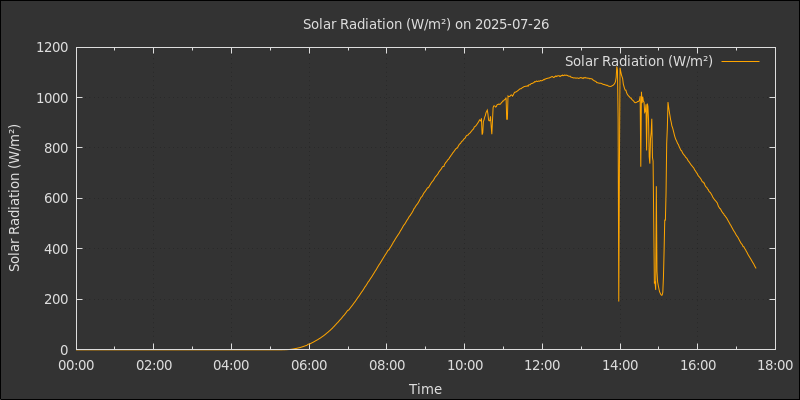 Solar Radiation (W/m²) on 2025-07-26
Solar Radiation (W/m²)
Solar Radiation (W/m²)
1200
1000
800
600
400
200
0
00:00 02:00 04:00 06:00 08:00 10:00 12:00 14:00 16:00 18:00
Time